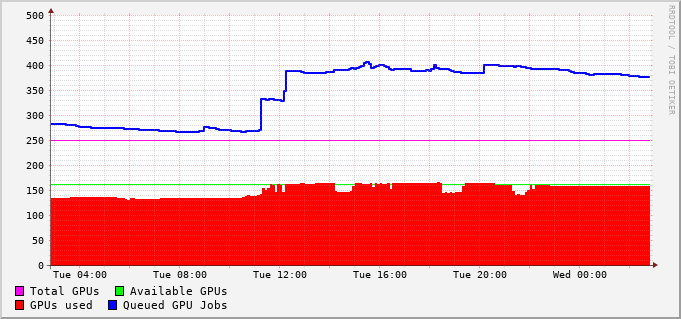 500
450
400
350
300
250
200
150
100
50
0
Tue 04:00 Tue 08:00 Tue 12:00 Tue 16:00 Tue 20:00 Wed 00:00
Total GPUs Available GPUs
GPUs used Queued GPU Jobs
RRDTOOL / TOBI OETIKER